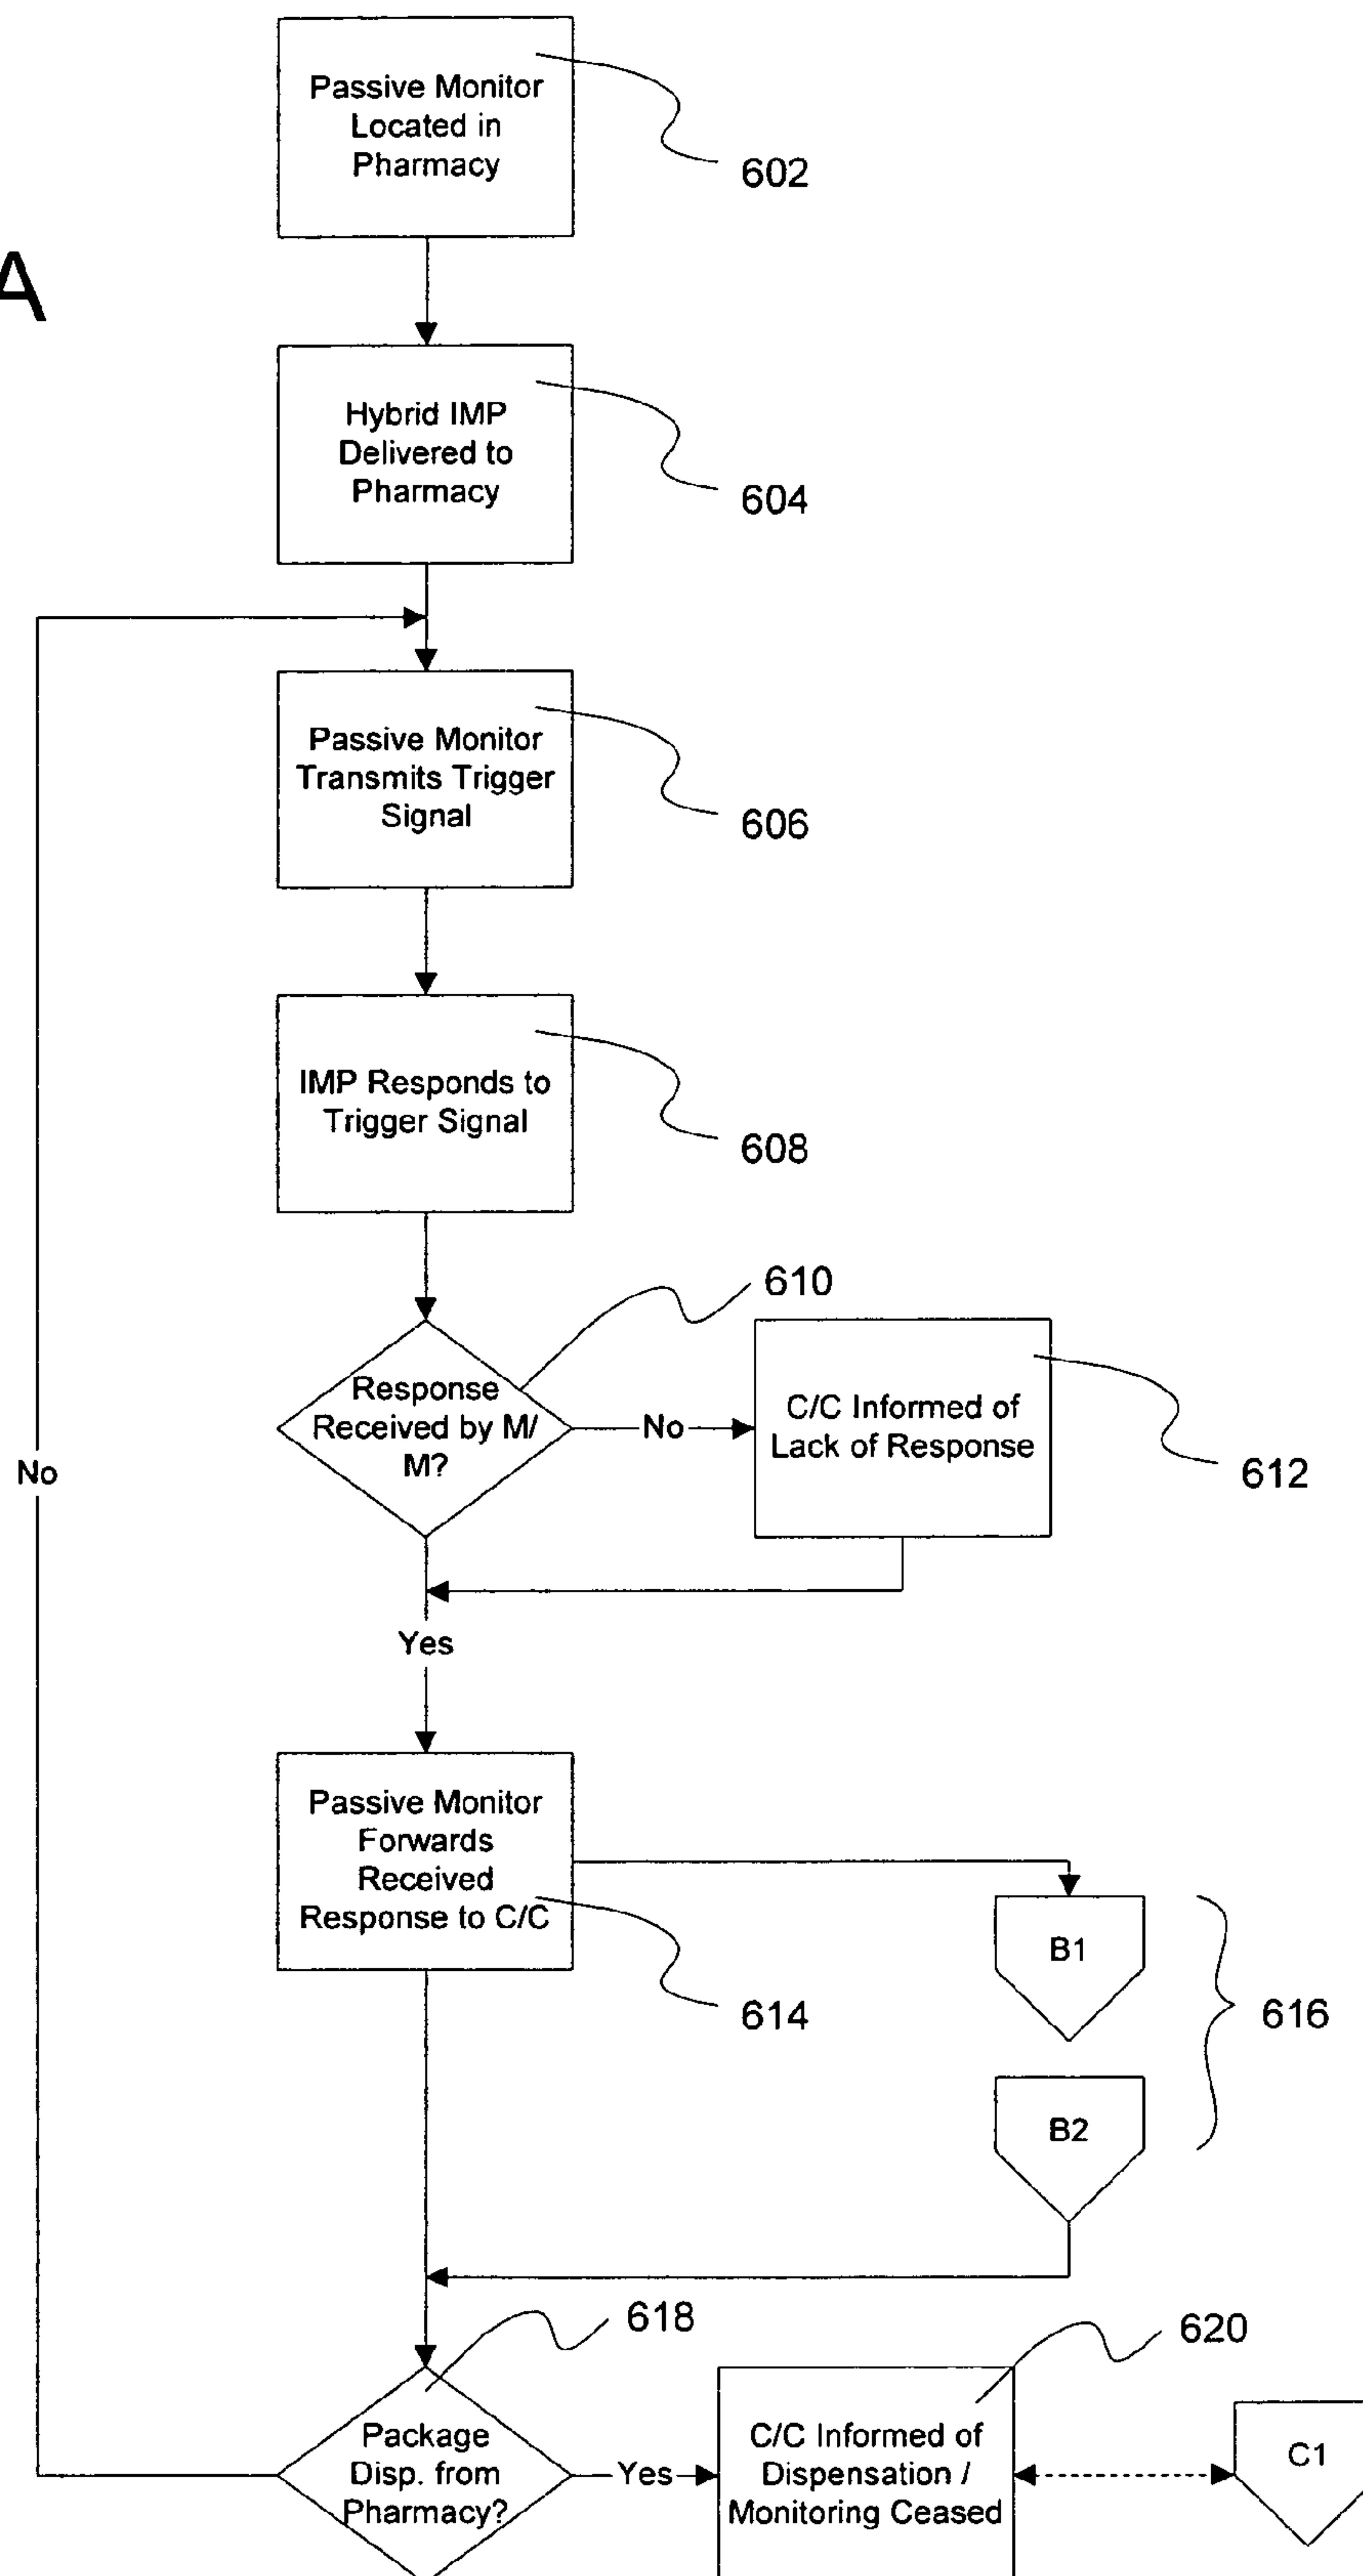 Passive Monitor
Located in
Pharmacy
602
A
Hybrid IMP
Delivered to
Pharmacy
604
Passive Monitor
Transmits Trigger
Signal
606
IMP Responds to
Trigger Signal
608
610
Response
Received by M/
M?
No
C/C Informed of
Lack of Response
612
No
Yes
Passive Monitor
Forwards
Received
Response to C/C
614
B1
616
B2
618
620
Package
Disp. from
Pharmacy?
Yes
C/C Informed of
Dispensation /
Monitoring Ceased
C1